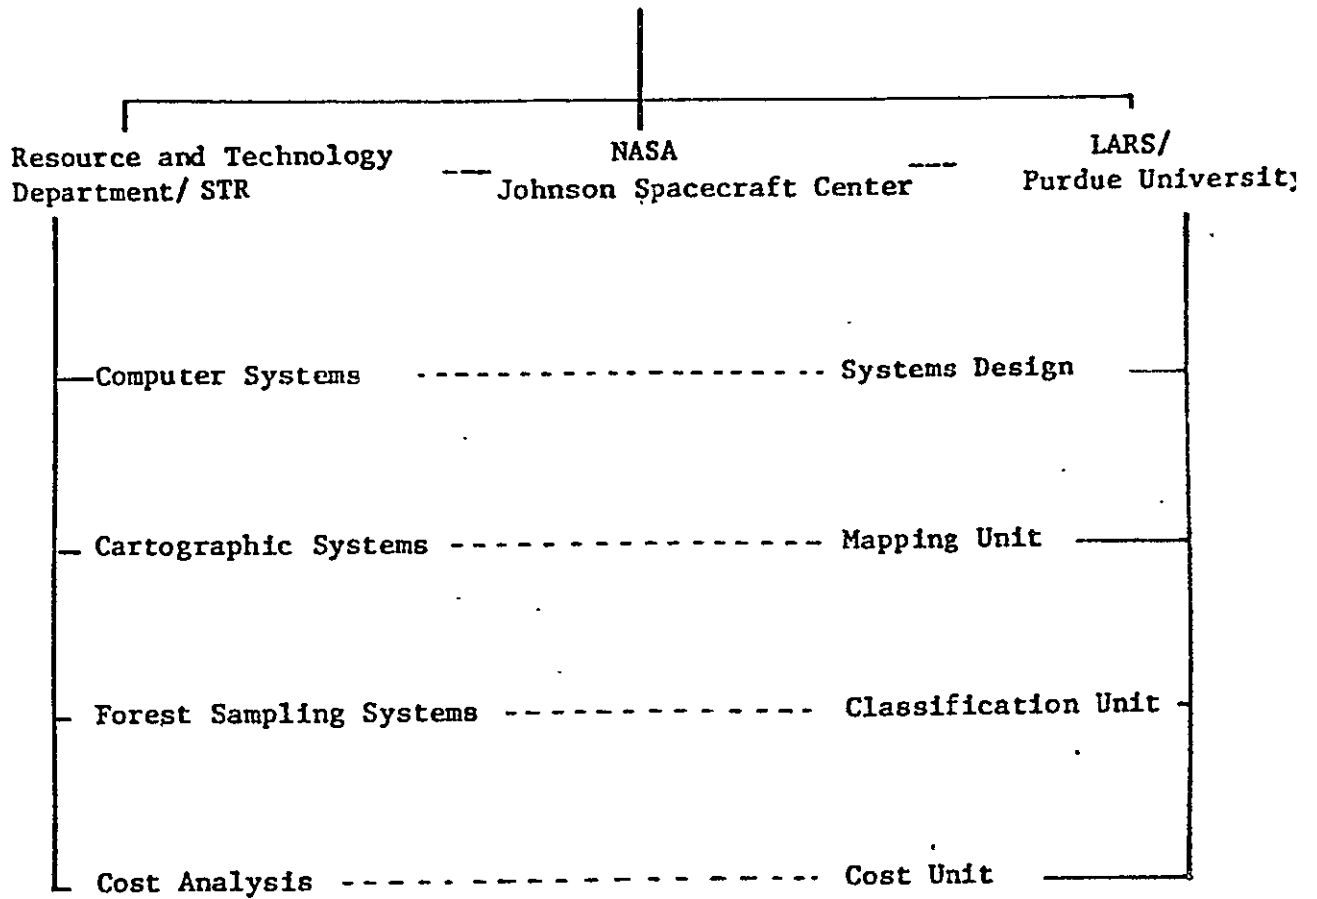 Resource and Technology
Department/ STR
NASA
Johnson Spacecraft Center
LARS/
Purdue University
Computer Systems
Systems Design
Cartographic Systems
Mapping Unit
Forest Sampling Systems
Classification Unit
Cost Analysis
Cost Unit